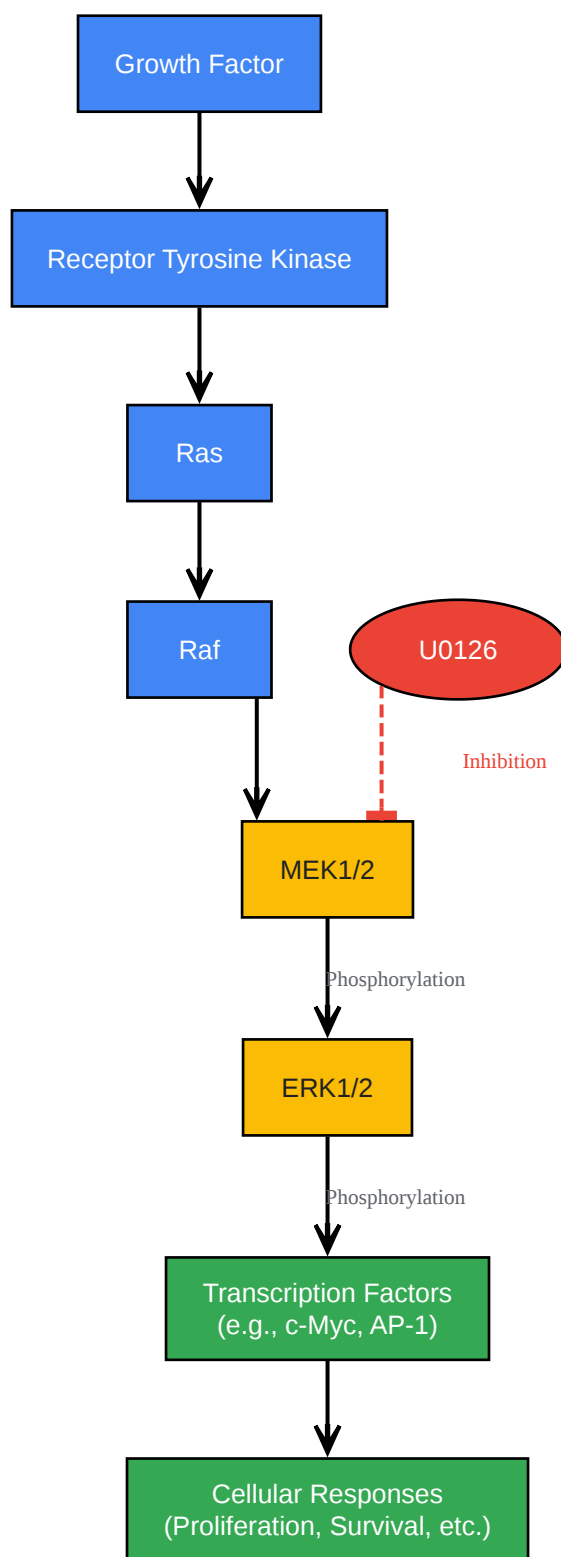 Growth Factor
Receptor Tyrosine Kinase
Ras
Raf
U0126
Inhibition
MEK1/2
Phosphorylation
ERK1/2
Phosphorylation
Transcription Factors
(e.g., c-Myc, AP-1)
Cellular Responses
(Proliferation, Survival, etc.)